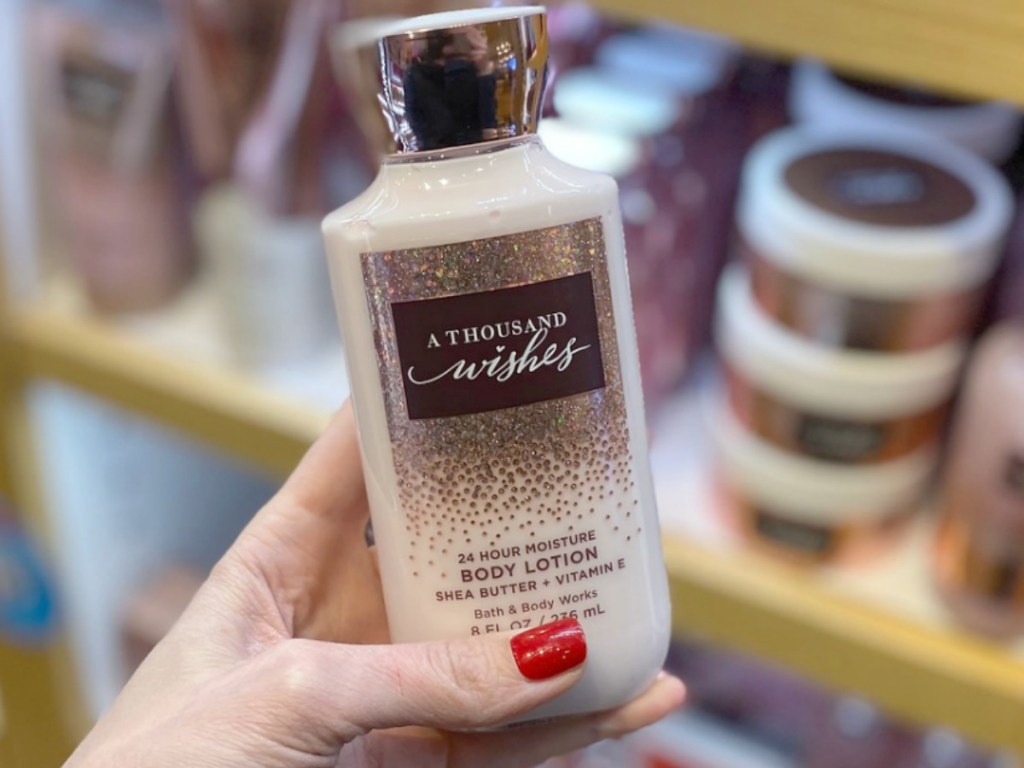 A THOUSAND
wishes
24 HOUR MOISTURE
BODY LOTION
SHEA BUTTER + VITAMIN E
Bath & Body Works
8 FL OZ / 236 mL